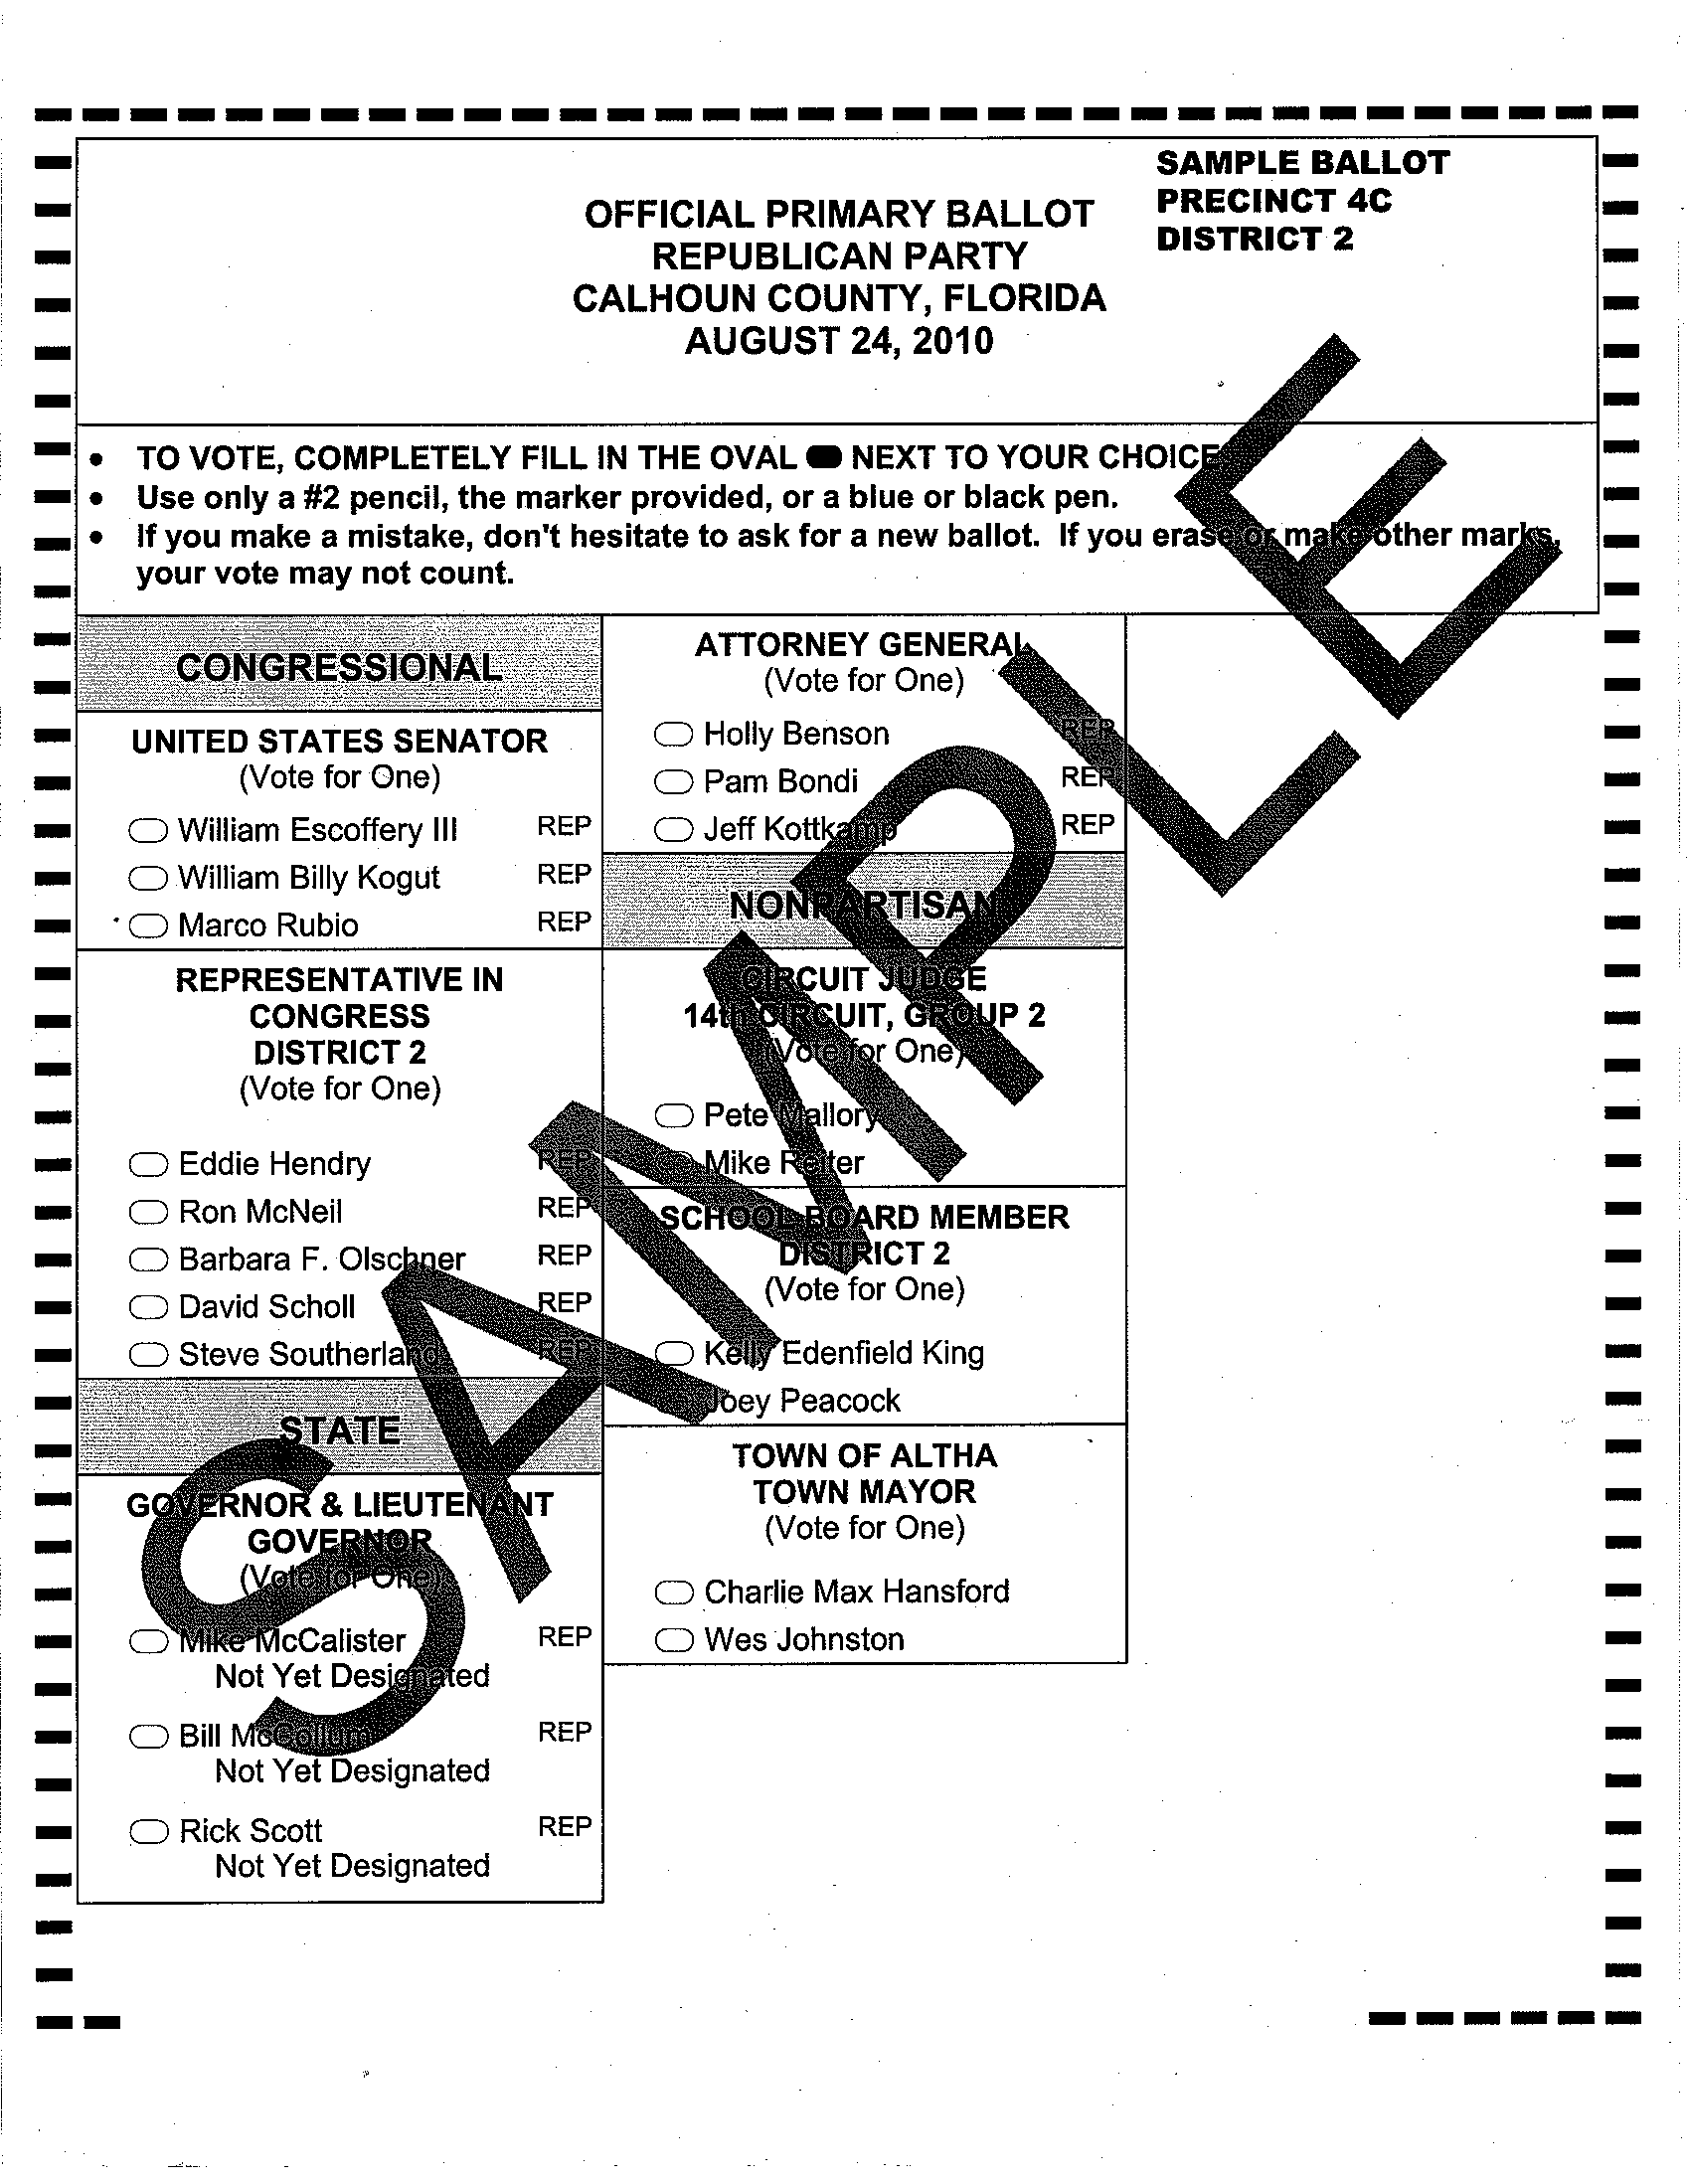 SAMPLE BALLOT
PRECINCT 4C
DISTRICT 2
OFFICIAL PRIMARY BALLOT
REPUBLICAN PARTY
CALHOUN COUNTY, FLORIDA
AUGUST 24, 2010
• TO VOTE, COMPLETELY FILL IN THE OVAL NEXT TO YOUR CHOICE
• Use only a #2 pencil, the marker provided, or a blue or black pen.
• If you make a mistake, don't hesitate to ask for a new ballot. If you erase or make other marks,
your vote may not count.
CONGRESSIONAL
UNITED STATES SENATOR
(Vote for One)
William Escoffery III REP
William Billy Kogut REP
Marco Rubio REP
REPRESENTATIVE IN
CONGRESS
DISTRICT 2
(Vote for One)
Eddie Hendry REP
Ron McNeil REP
Barbara F. Olschner REP
David Scholl REP
Steve Southerland REP
STATE
GOVERNOR & LIEUTENANT
GOVERNOR
(Vote for One)
Mike McCalister REP
Not Yet Designated
Bill McCollum REP
Not Yet Designated
Rick Scott REP
Not Yet Designated
ATTORNEY GENERAL
(Vote for One)
Holly Benson REP
Pam Bondi REP
Jeff Kottkamp REP
NONPARTISAN
CIRCUIT JUDGE
14th CIRCUIT, GROUP 2
(Vote for One)
Pete Mallory
Mike Reiter
SCHOOL BOARD MEMBER
DISTRICT 2
(Vote for One)
Kelly Edenfield King
Joey Peacock
TOWN OF ALTHA
TOWN MAYOR
(Vote for One)
Charlie Max Hansford
Wes Johnston
SAMPLE